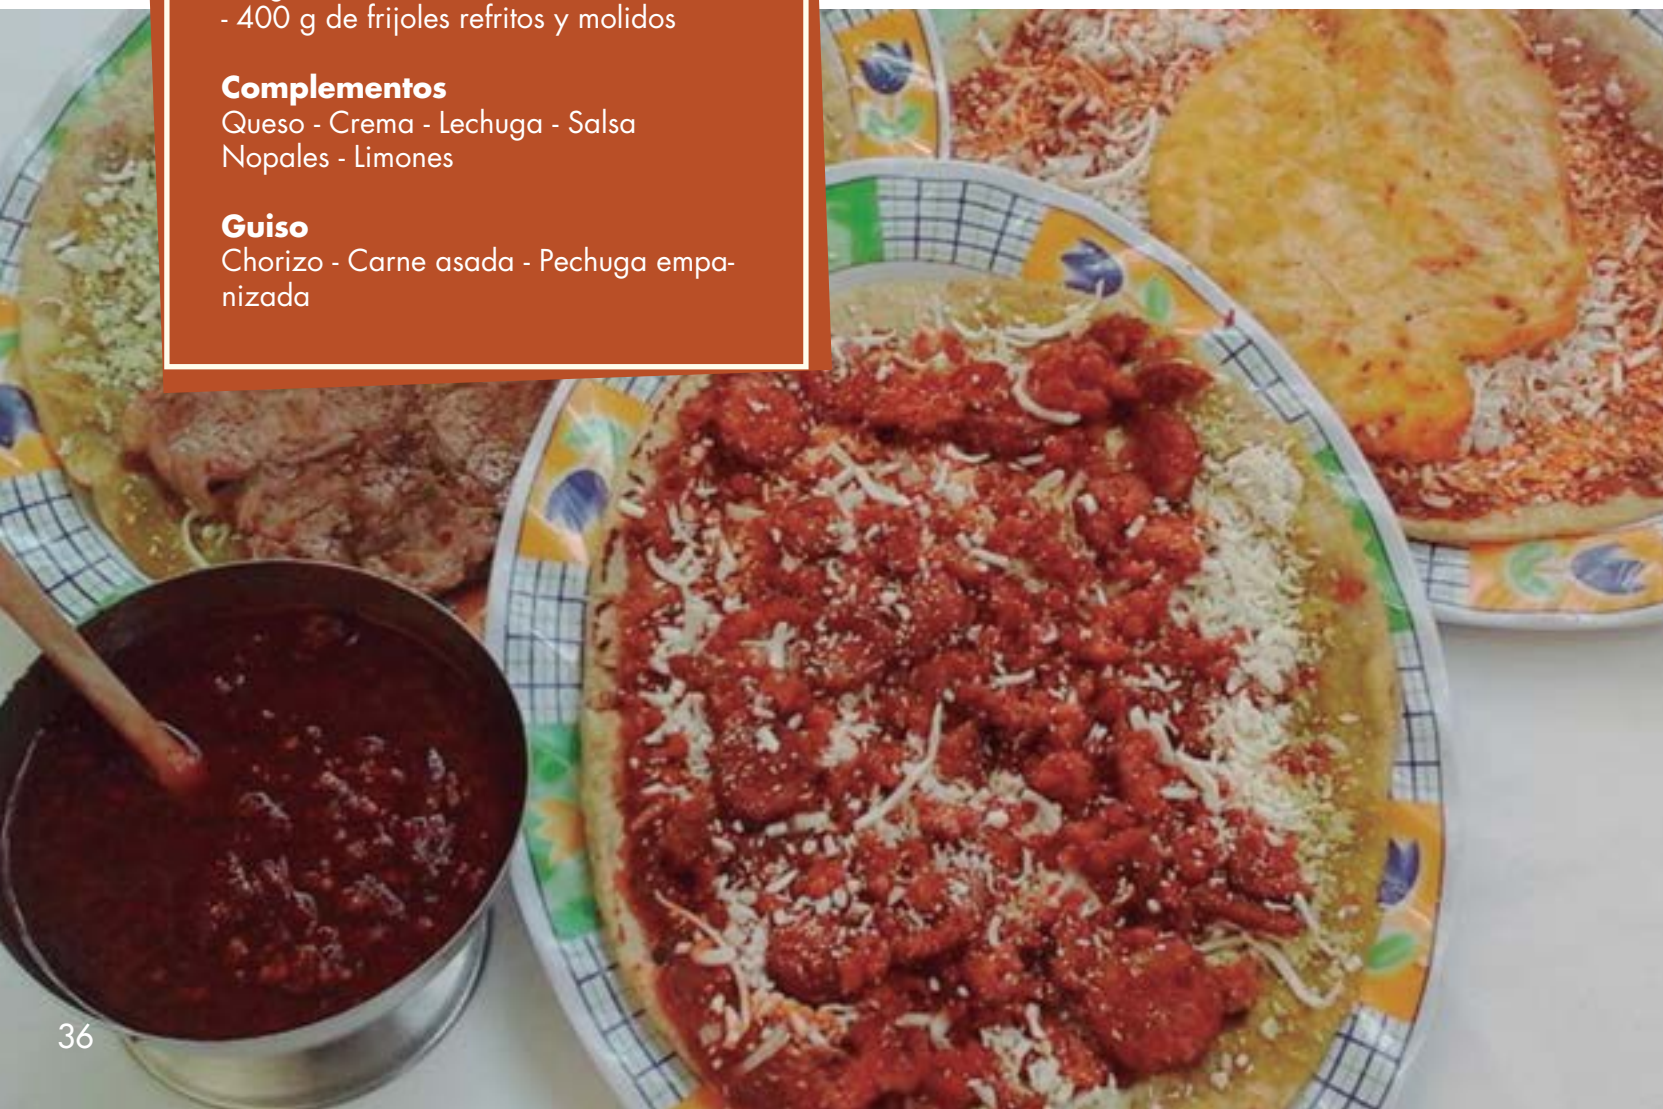 - 400 g de frijoles refritos y molidos
Complementos
Queso - Crema - Lechuga - Salsa
Nopales - Limones
Guiso
Chorizo - Carne asada - Pechuga empa-
nizada
36